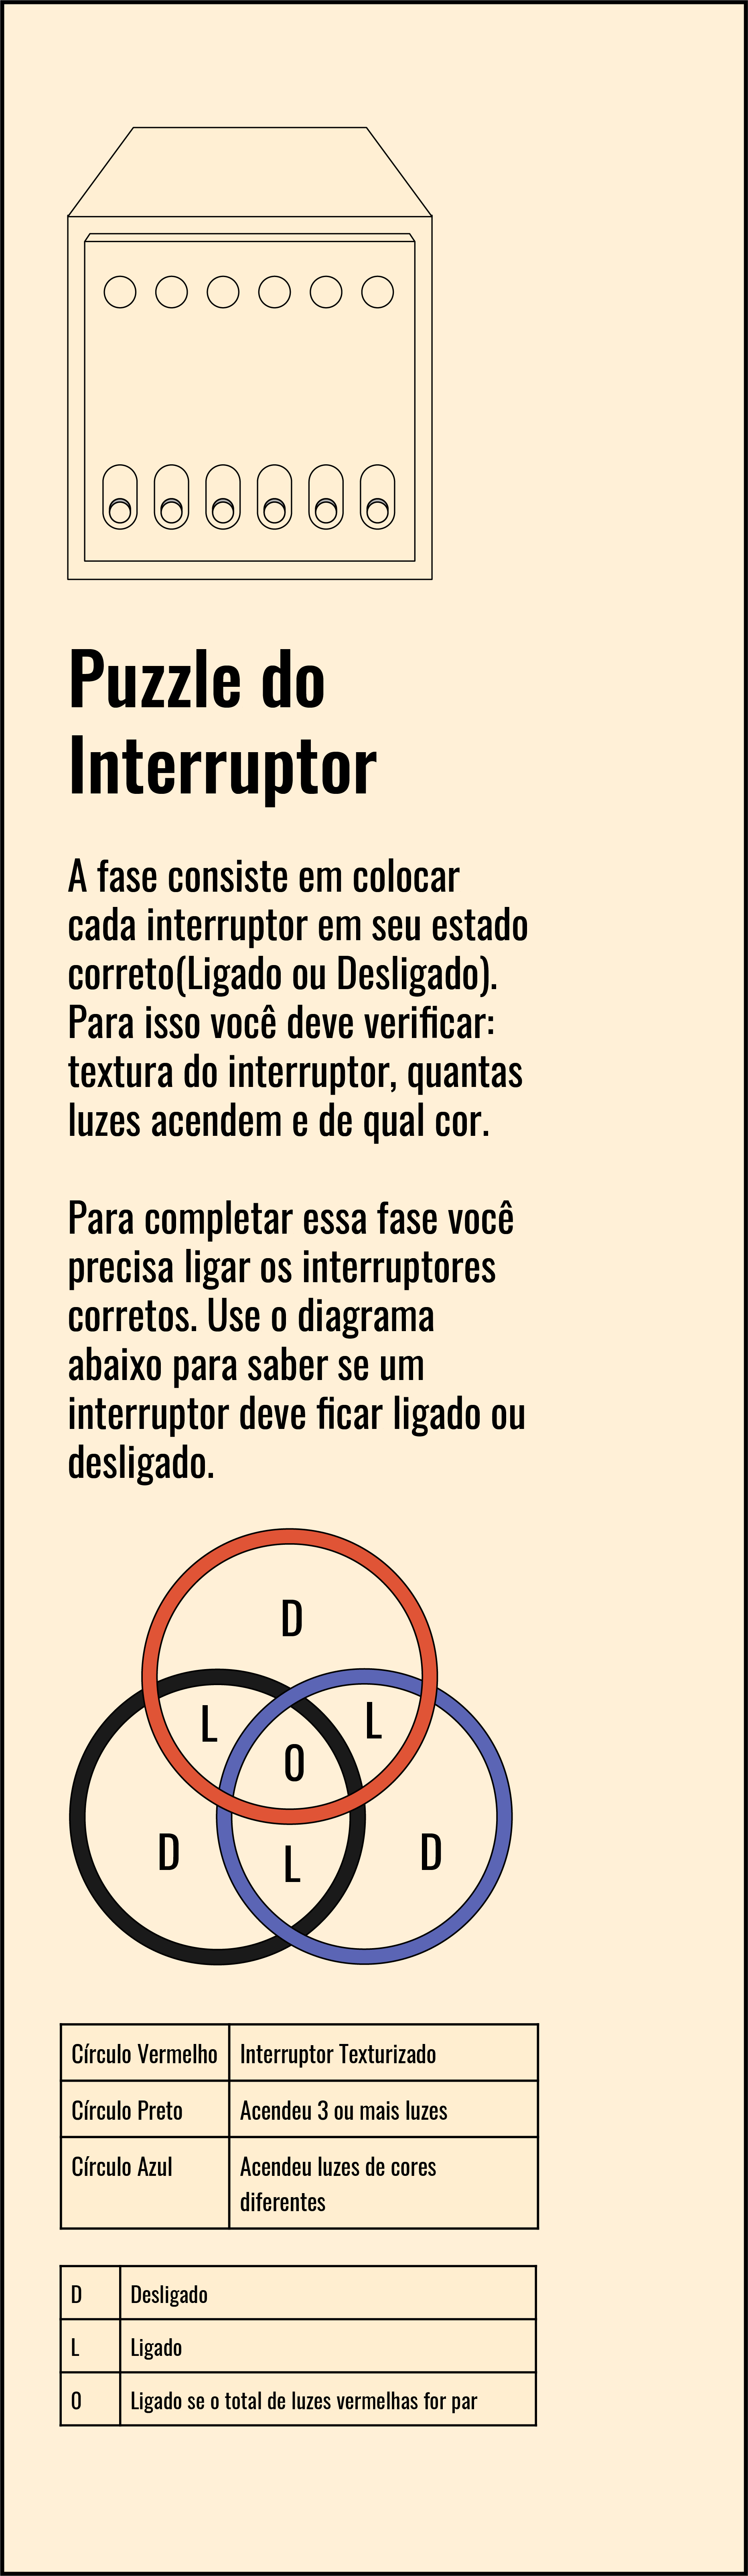 Puzzle do
Interruptor
A fase consiste em colocar
cada interruptor em seu estado
correto(Ligado ou Desligado).
Para isso você deve verificar:
textura do interruptor, quantas
luzes acendem e de qual cor.
Para completar essa fase você
precisa ligar os interruptores
corretos. Use o diagrama
abaixo para saber se um
interruptor deve ficar ligado ou
desligado.
D
L
L
O
D
L
D
Círculo Vermelho Interruptor Texturizado
Círculo Preto Acendeu 3 ou mais luzes
Círculo Azul Acendeu luzes de cores
diferentes
D Desligado
L Ligado
O Ligado se o total de luzes vermelhas for par